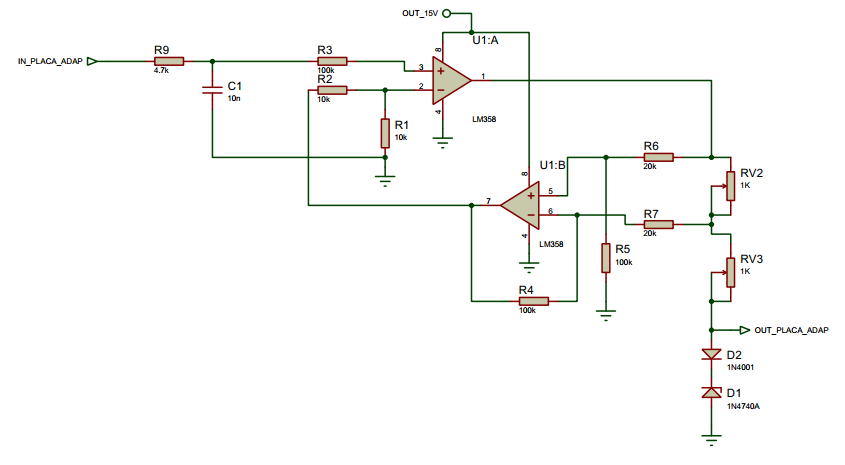 OUT_15V
U1:A
IN_PLACA_ADAP
R9
4.7k
R3
100k
R2
10k
C1
10n
R1
10k
8
3
2
1
4
LM358
U1:B
8
5
6
7
4
LM358
R6
20k
R7
20k
RV2
1K
R5
100k
RV3
1K
R4
100k
OUT_PLACA_ADAP
D2
1N4001
D1
1N4740A